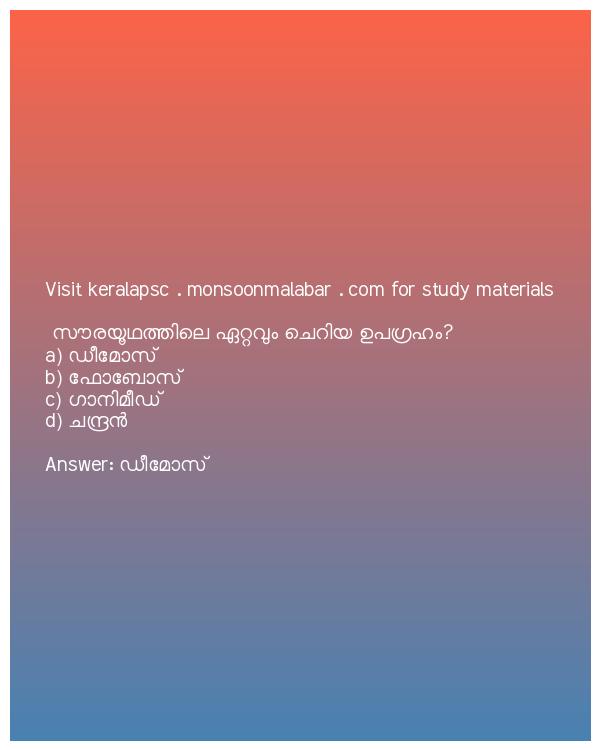 Visit keralapsc . monsoonmalabar . com for study materials
സൗരയൂഥത്തിലെ ഏറ്റവും ചെറിയ ഉപഗ്രഹം?
a) ഡീമോസ്
b) ഫോബോസ്
c) ഗാനിമീഡ്
d) ചന്ദ്രൻ
Answer: ഡീമോസ്